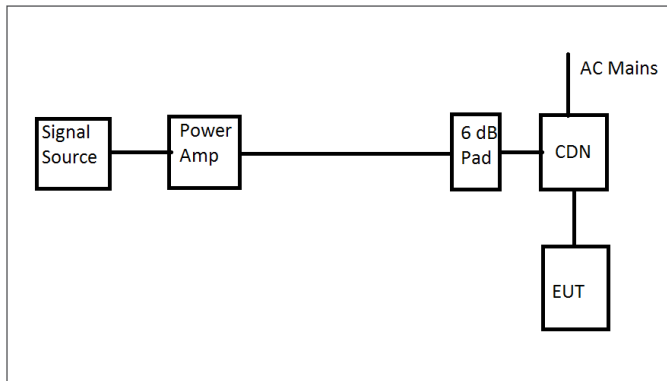 AC Mains
Signal
Source
Power
Amp
6 dB
Pad
CDN
EUT